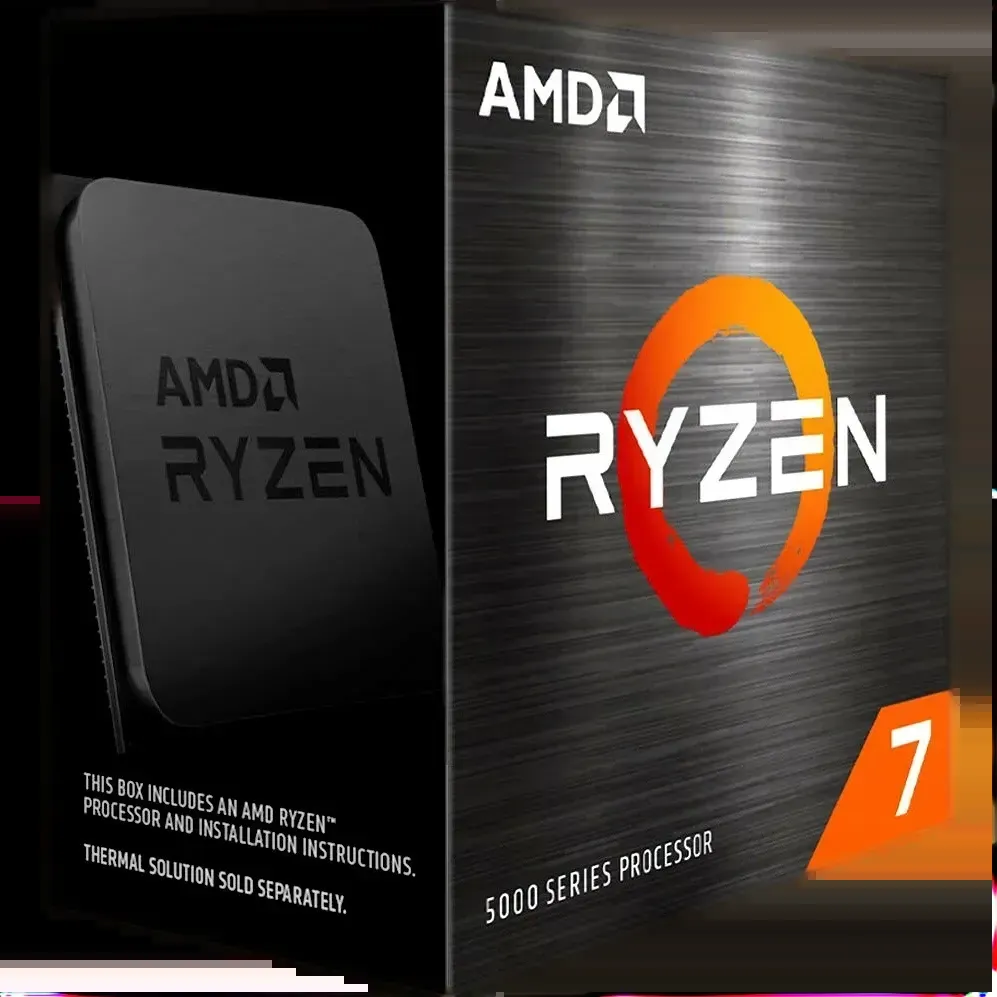 AMD
RYZEN
THIS BOX INCLUDES AN AMD RYZEN™
PROCESSOR AND INSTALLATION INSTRUCTIONS.
THERMAL SOLUTION SOLD SEPARATELY.
AMD
RYZEN
7
5000 SERIES PROCESSOR